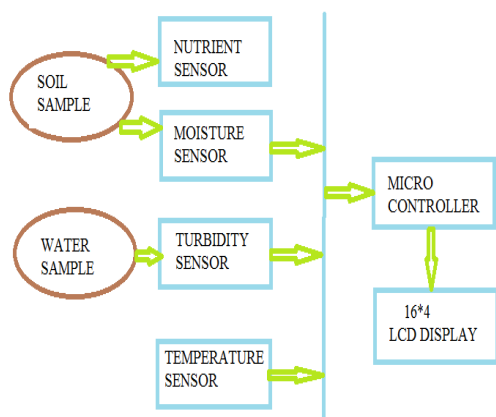 NUTRIENT
SENSOR
SOIL
SAMPLE
MOISTURE
SENSOR
MICRO
CONTROLLER
WATER
SAMPLE
TURBIDITY
SENSOR
16*4
LCD DISPLAY
TEMPERATURE
SENSOR